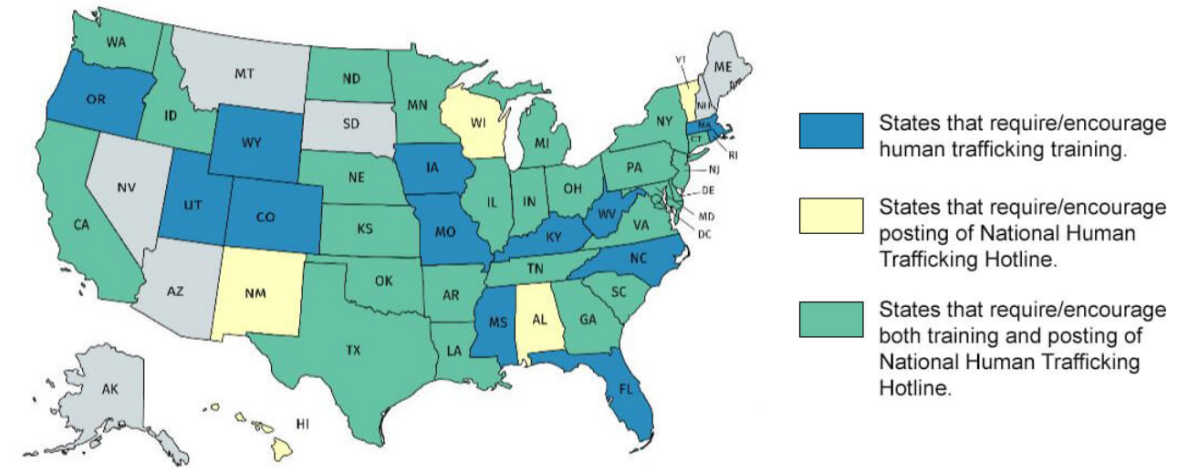 WA
MT
ND
MN
OR
ID
WY
SD
WI
MI
NY
VT
NH
ME
MA
CT
RI
NV
UT
CO
NE
IA
IL
IN
OH
PA
NJ
DE
MD
DC
CA
KS
MO
KY
WV
VA
AZ
NM
OK
AR
TN
NC
SC
TX
LA
MS
AL
GA
FL
AK
HI
States that require/encourage
human trafficking training.
States that require/encourage
posting of National Human
Trafficking Hotline.
States that require/encourage
both training and posting of
National Human Trafficking
Hotline.